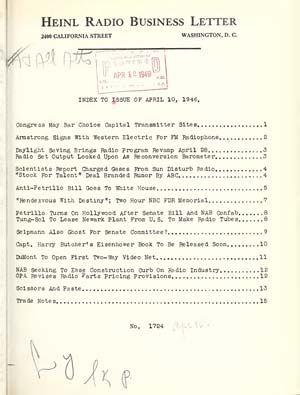 HEINL RADIO BUSINESS LETTER
2400 CALIFORNIA STREET WASHINGTON, D. C.
APR 12 1946
INDEX TO ISSUE OF APRIL 10, 1946.
Congress May Bar Choice Capital Transmitter Sites.....1
Armstrong Signs With Western Electric For FM Radiophone.....2
Daylight Saving Brings Radio Program Revamp April 28.....3
Radio Set Output Looked Upon As Reconversion Barometer.....3
Scientists Report Charged Gases From Sun Disturb Radio.....4
"Stock For Talent" Deal Branded Rumor By ABC.....4
Anti-Petrillo Bill Goes To White House.....5
"Rendezvous With Destiny"; Two Hour NBC FDR Memorial.....7
Petrillo Turns On Hollywood After Senate Bill And NAB Confab.....8
Tung-Sol To Lease Newark Plant From U.S. To Make Radio Tubes.....8
Selpmann Also Ghost For Senate Committee?.....9
Capt. Harry Butcher's Eisenhower Book To Be Released Soon.....10
DuMont To Open First Two-Way Video Net.....11
NAB Seeking To Ease Construction Curb On Radio Industry.....12
OPA Revises Radio Parts Pricing Provisions.....12
Scissors And Paste.....13
Trade Notes.....15
No. 1724